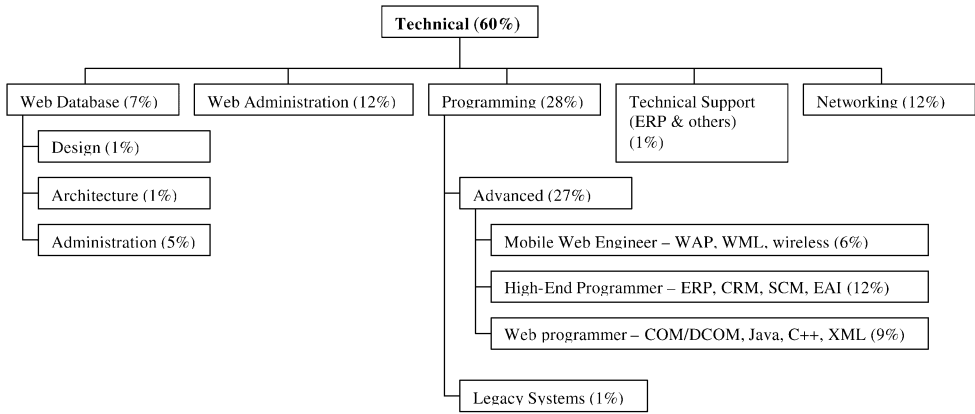 Technical (60%)
Web Database (7%)
Web Administration (12%)
Programming (28%)
Technical Support
(ERP & others)
(1%)
Networking (12%)
Design (1%)
Architecture (1%)
Administration (5%)
Advanced (27%)
Mobile Web Engineer – WAP, WML, wireless (6%)
High-End Programmer – ERP, CRM, SCM, EAI (12%)
Web programmer – COM/DCOM, Java, C++, XML (9%)
Legacy Systems (1%)